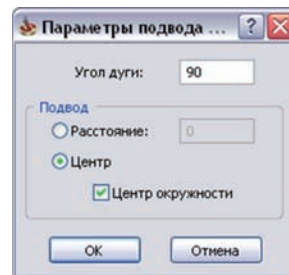 Параметры подвода ...
Угол дуги: 90
Подвод
Расстояние: 0
Центр
Центр окружности
ОК Отмена